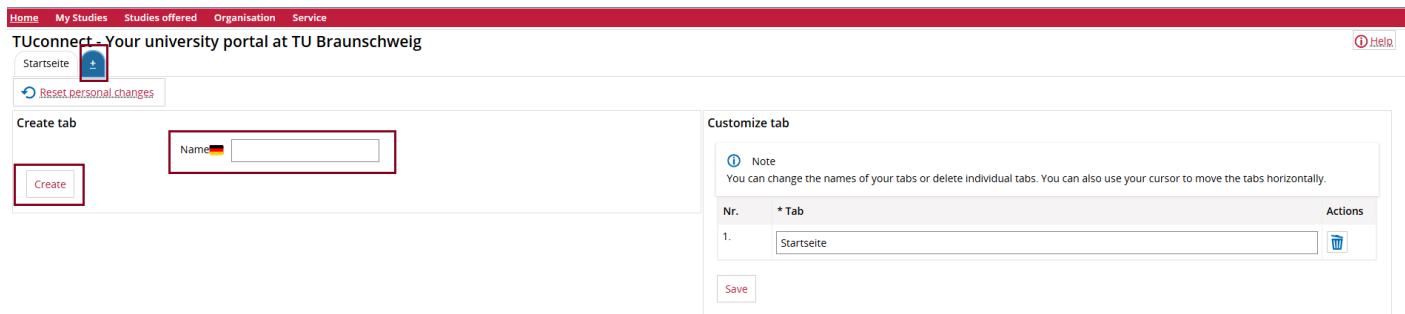 Home My Studies Studies offered Organisation Service
TUconnect - Your university portal at TU Braunschweig
Help
Startseite +
Reset personal changes
Create tab
Name
Create
Customize tab
Note
You can change the names of your tabs or delete individual tabs. You can also use your cursor to move the tabs horizontally.
Nr. * Tab Actions
1. Startseite
Save